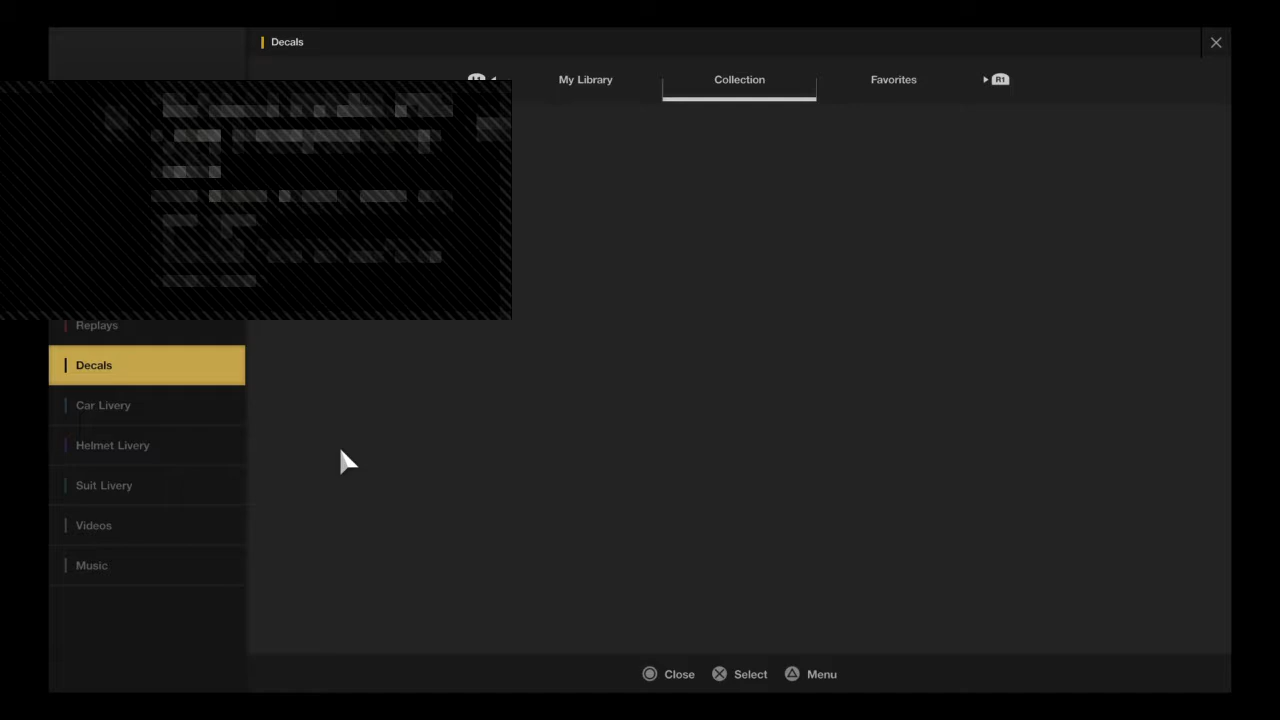 Decals
My Library
Collection
Favorites
R1
Replays
Decals
Car Livery
Helmet Livery
Suit Livery
Videos
Music
Close
Select
Menu